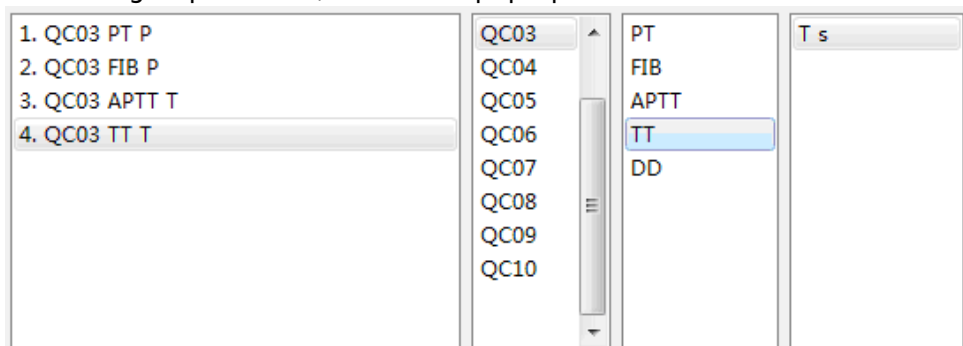 1. QC03 PT P
2. QC03 FIB P
3. QC03 APTT T
4. QC03 TT T
QC03
QC04
QC05
QC06
QC07
QC08
QC09
QC10
PT
FIB
APTT
TT
DD
T s